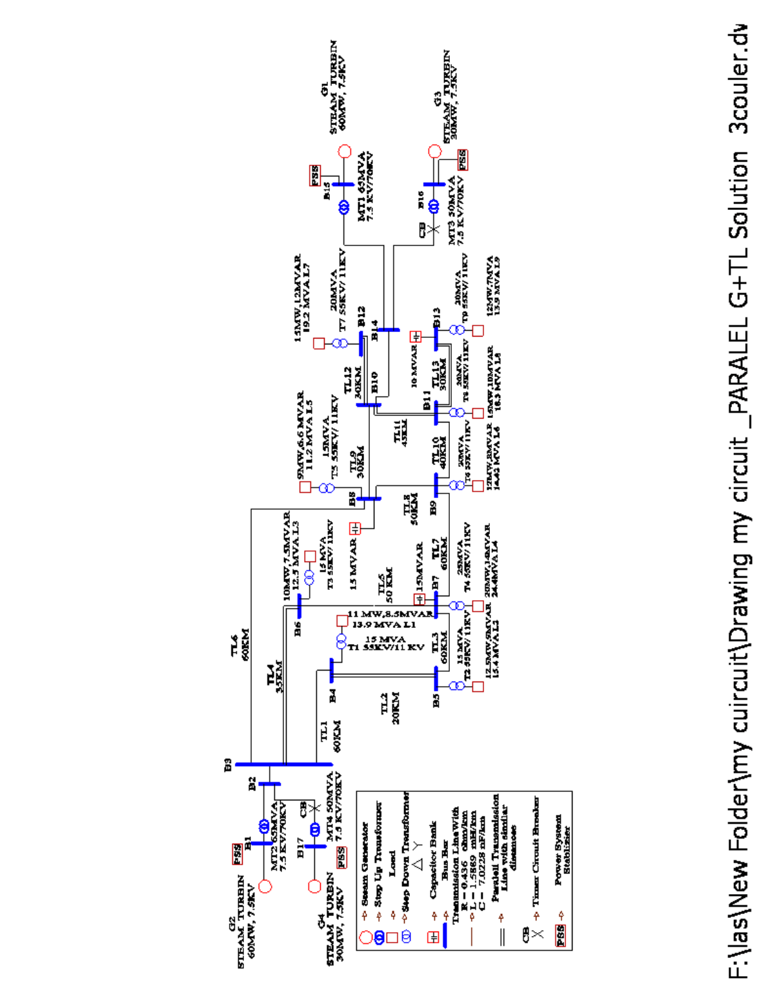 G1
STEAM TURBIN
60MW, 7.5KV
G3
STEAM TURBIN
30MW, 7.5KV
PSS
B15
MT1 65MVA
7.5 KV/70KV
PSS
B16
CB
MT3 50MVA
7.5 KV/70KV
15MW,12MVAR
19.2 MVA L7
20MVA
T7 55KV/ 11KV
B12
B14
TL12
30KM
B10
10 MVAR
B13
TL13
30KM
20MVA
T9 55KV/ 11KV
12MW,7MVA
13.9 MVA L9
B11
20MVA
T8 55KV/ 11KV
15MW,10MVAR
18.3 MVA L8
TL11
45KM
9MW,6.6 MVAR
11.2 MVA L5
15MVA
T5 55KV/ 11KV
TL9
30KM
B8
TL10
40KM
20MVA
T6 55KV/ 11KV
12MW,8MVAR
14.42 MVA L6
B9
TL8
50KM
15 MVAR
10MW,7.5MVAR
12.5 MVA L3
15 MVA
T3 55KV/ 11KV
B6
TL5
50 KM
15MVAR
B7
TL7
60KM
25MVA
T4 55KV/ 11KV
20MW,14MVAR
24.4MVA L4
TL6
60KM
TL4
35KM
11 MW,8.5MVAR
13.9 MVA L1
15 MVA
T1 55KV/11 KV
B4
TL3
60KM
15 MVA
T2 55KV/ 11KV
12.5MW,9MVAR
15.4 MVA L2
B5
TL2
20KM
TL1
60KM
B3
B2
MT2 65MVA
7.5 KV/70KV
CB
MT4 50MVA
7.5 KV/70KV
PSS
B1
B17
PSS
G2
STEAM TURBIN
60MW, 7.5KV
G4
STEAM TURBIN
30MW, 7.5KV
Steam Generator
Step Up Transformer
Load
Step Down Transformer
Capacitor Bank
Bus Bar
Transmission Line With
R = 0.436 ohm/km
L = 1.5889 mH/km
C = 7.0228 nF/km
Paralell Transmission
Line with similar
distances
CB
Timer Circuit Breaker
PSS
Power System
Stablizier
F:\las\New Folder\my cuircuit\Drawing my circuit _PARALEL G+TL Solution 3couler.dw